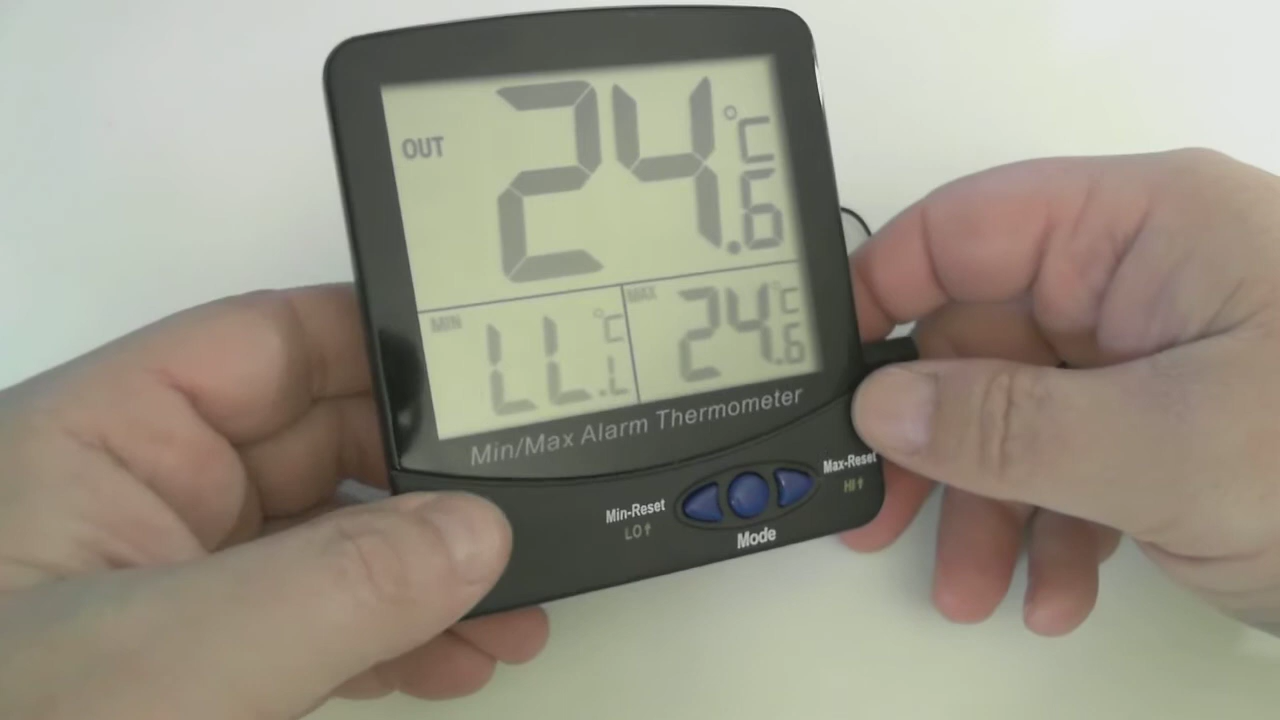 OUT 24.6 °C
MIN LL.L °C MAX 24.6 °C
Min/Max Alarm Thermometer
Min-Reset Max-Reset
LO↑ HI↑
Mode